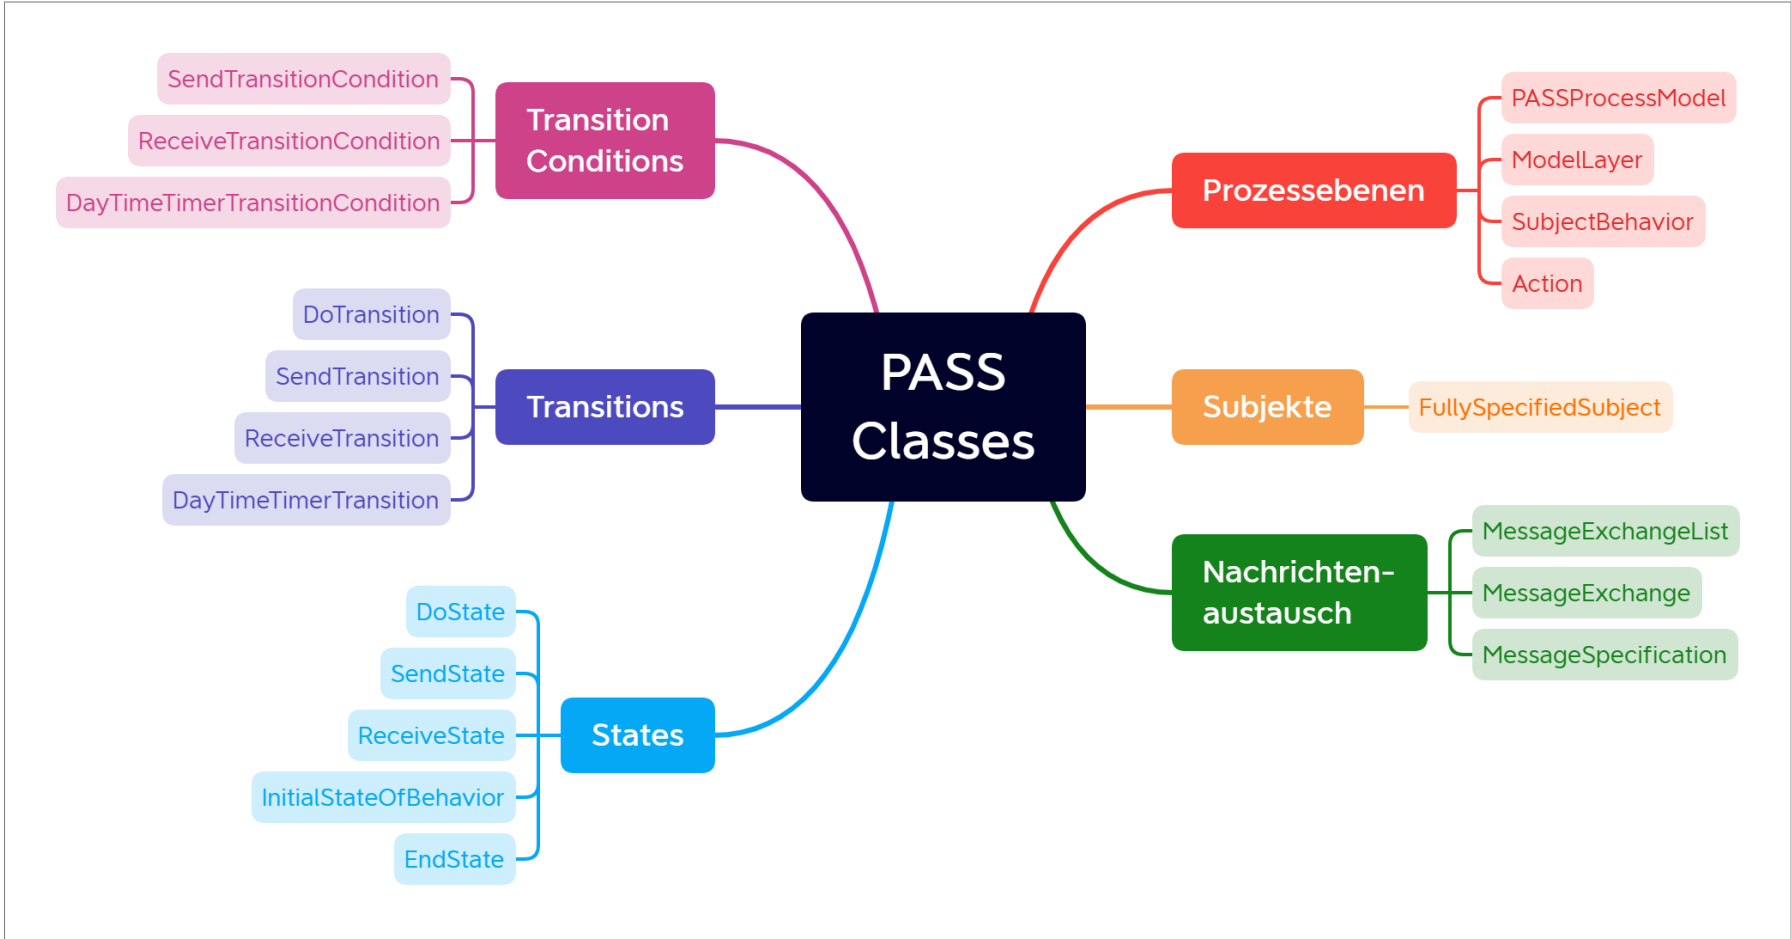 PASS
Classes
Transition
Conditions
SendTransitionCondition
ReceiveTransitionCondition
DayTimeTimerTransitionCondition
Transitions
DoTransition
SendTransition
ReceiveTransition
DayTimeTimerTransition
States
DoState
SendState
ReceiveState
InitialStateOfBehavior
EndState
Prozessebenen
PASSProcessModel
ModelLayer
SubjectBehavior
Action
Subjekte
FullySpecifiedSubject
Nachrichten-
austausch
MessageExchangeList
MessageExchange
MessageSpecification